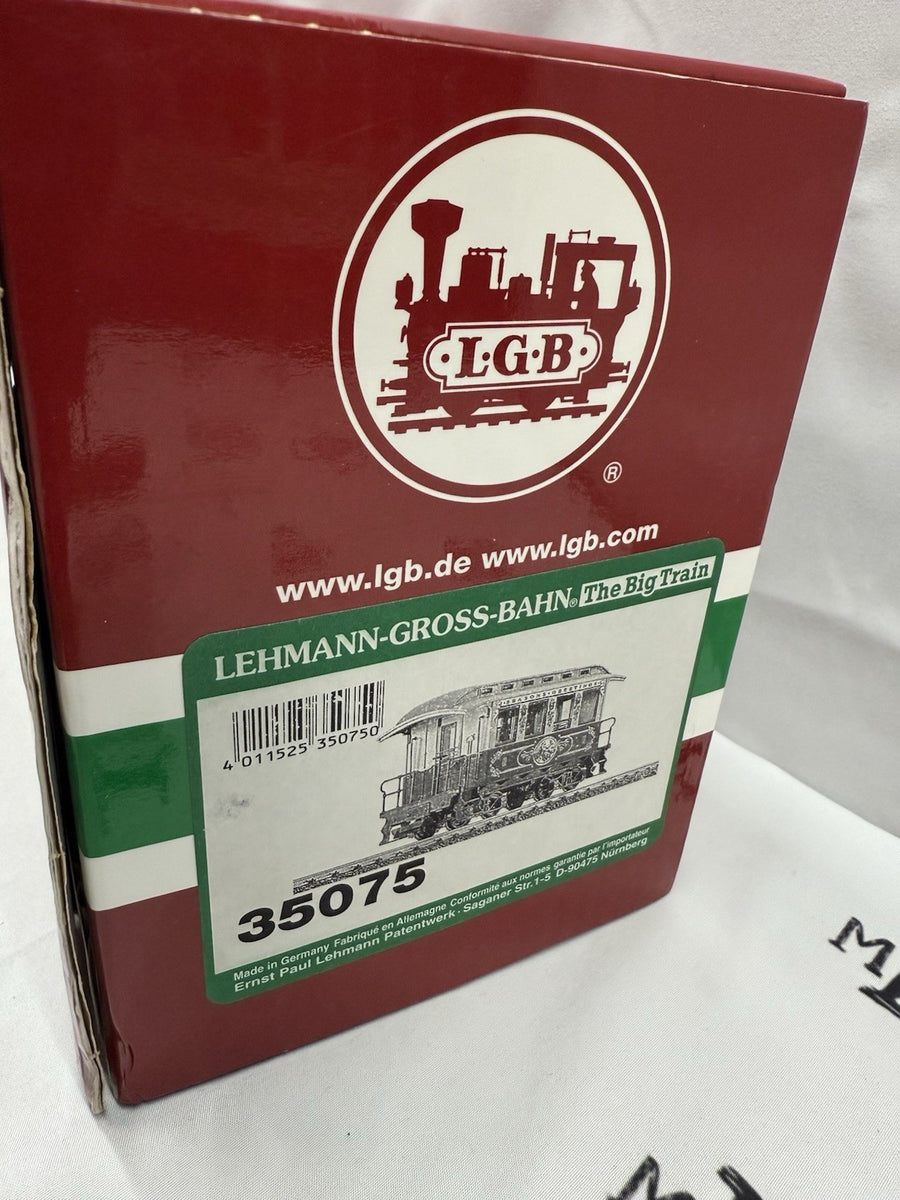 L·G·B
®
www.lgb.de www.lgb.com
LEHMANN-GROSS-BAHN® The Big Train
4 011525 350750
SEASONS GREETINGS
35075
Made in Germany Fabriqué en Allemagne Conformité aux normes garantie par l'importateur
Ernst Paul Lehmann Patentwerk · Saganer Str. 1-5 D-90475 Nürnberg